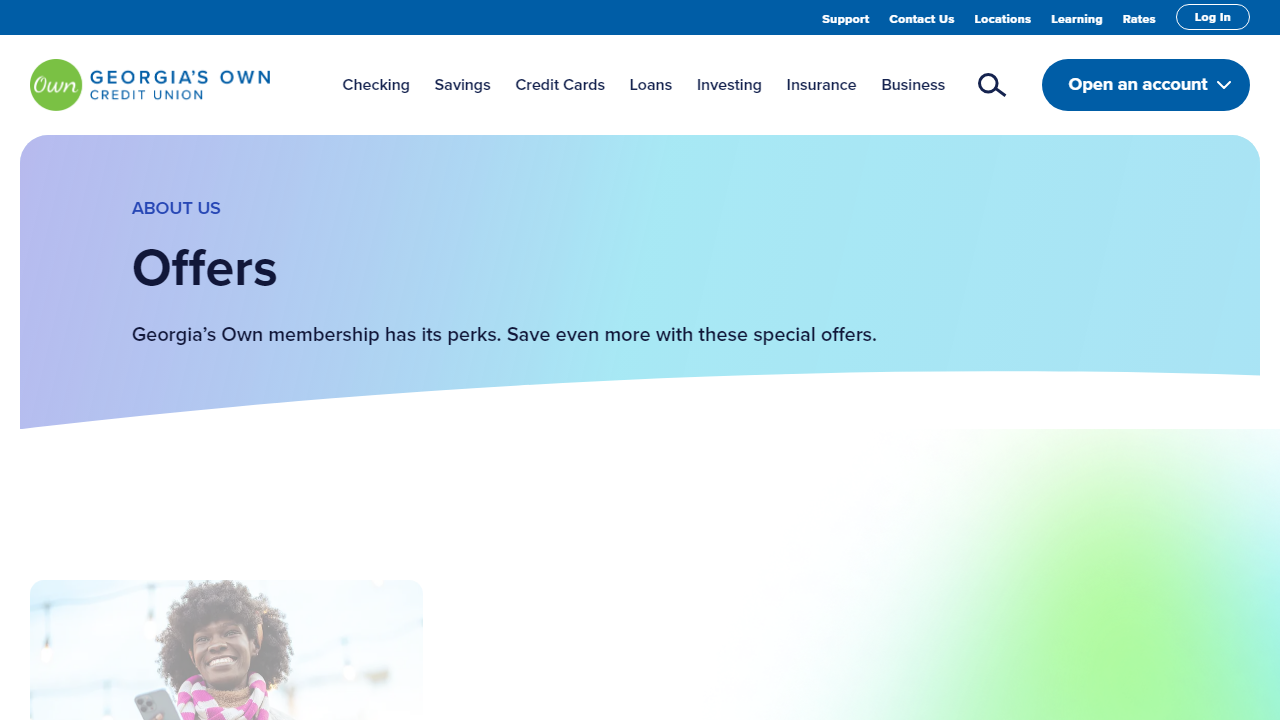 Support Contact Us Locations Learning Rates Log In
Own GEORGIA'S OWN
CREDIT UNION
Checking Savings Credit Cards Loans Investing Insurance Business Open an account
ABOUT US
Offers
Georgia’s Own membership has its perks. Save even more with these special offers.